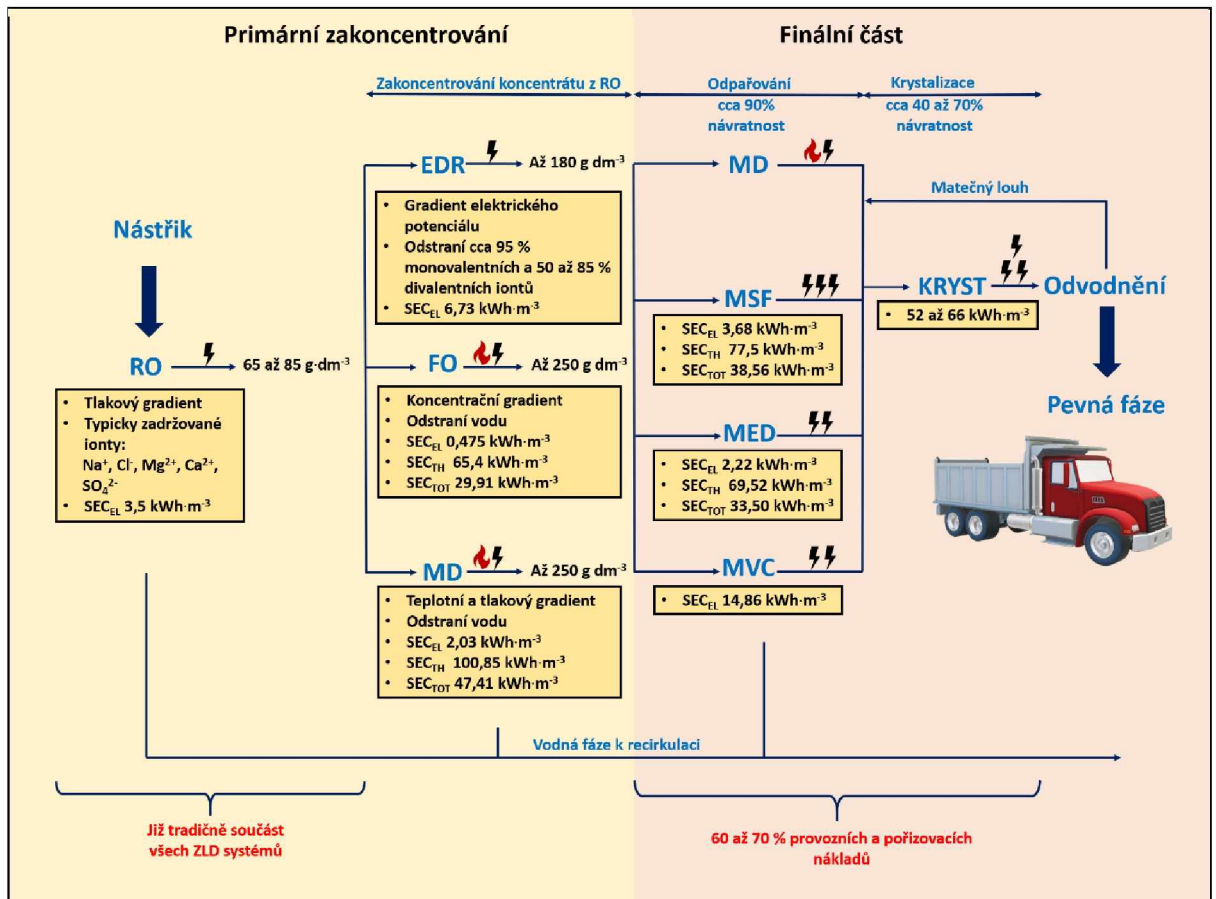 Primární zakoncentrování
Finální část
Zakoncentrování koncentrátu z RO
Odpařování
cca 90%
návratnost
Krystalizace
cca 40 až 70%
návratnost
Nástřik
RO
65 až 85 g·dm⁻³
• Tlakový gradient
• Typicky zadržované
ionty:
Na⁺, Cl⁻, Mg²⁺, Ca²⁺,
SO₄²⁻
• SEC_EL 3,5 kWh·m⁻³
EDR
Až 180 g dm⁻³
• Gradient elektrického
potenciálu
• Odstraní cca 95 %
monovalentních a 50 až 85 %
divalentních iontů
• SEC_EL 6,73 kWh·m⁻³
FO
Až 250 g dm⁻³
• Koncentrační gradient
• Odstraní vodu
• SEC_EL 0,475 kWh·m⁻³
• SEC_TH 65,4 kWh·m⁻³
• SEC_TOT 29,91 kWh·m⁻³
MD
Až 250 g dm⁻³
• Teplotní a tlakový gradient
• Odstraní vodu
• SEC_EL 2,03 kWh·m⁻³
• SEC_TH 100,85 kWh·m⁻³
• SEC_TOT 47,41 kWh·m⁻³
MD
MSF
• SEC_EL 3,68 kWh·m⁻³
• SEC_TH 77,5 kWh·m⁻³
• SEC_TOT 38,56 kWh·m⁻³
MED
• SEC_EL 2,22 kWh·m⁻³
• SEC_TH 69,52 kWh·m⁻³
• SEC_TOT 33,50 kWh·m⁻³
MVC
• SEC_EL 14,86 kWh·m⁻³
Matečný louh
KRYST
• 52 až 66 kWh·m⁻³
Odvodnění
Pevná fáze
Vodná fáze k recirkulaci
Již tradičně součást
všech ZLD systémů
60 až 70 % provozních a pořizovacích
nákladů